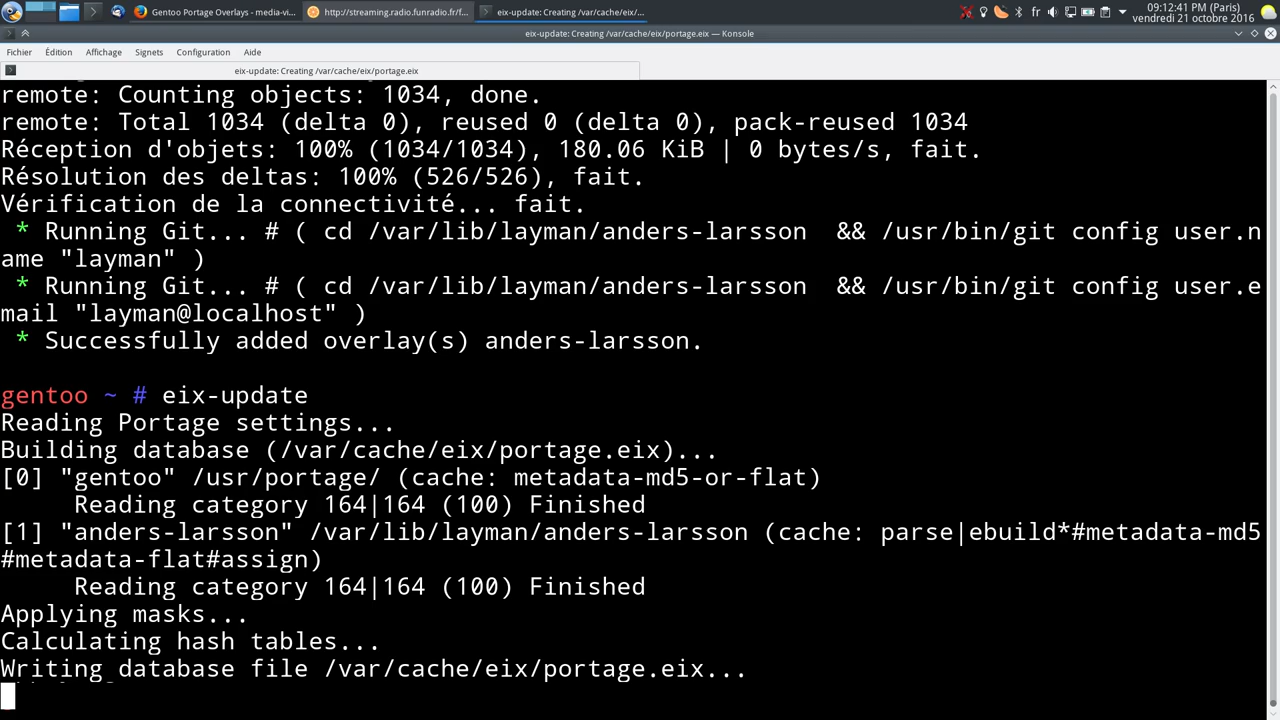 Gentoo Portage Overlays - media-vi...
http://streaming.radio.funradio.fr/f...
eix-update: Creating /var/cache/eix/...
fr
09:12:41 PM (Paris)
vendredi 21 octobre 2016
eix-update: Creating /var/cache/eix/portage.eix — Konsole
Fichier Édition Affichage Signets Configuration Aide
eix-update: Creating /var/cache/eix/portage.eix
remote: Counting objects: 1034, done.
remote: Total 1034 (delta 0), reused 0 (delta 0), pack-reused 1034
Réception d'objets: 100% (1034/1034), 180.06 KiB | 0 bytes/s, fait.
Résolution des deltas: 100% (526/526), fait.
Vérification de la connectivité... fait.
* Running Git... # ( cd /var/lib/layman/anders-larsson  && /usr/bin/git config user.n
ame "layman" )
* Running Git... # ( cd /var/lib/layman/anders-larsson  && /usr/bin/git config user.e
mail "layman@localhost" )
* Successfully added overlay(s) anders-larsson.
gentoo ~ # eix-update
Reading Portage settings...
Building database (/var/cache/eix/portage.eix)...
[0] "gentoo" /usr/portage/ (cache: metadata-md5-or-flat)
Reading category 164|164 (100) Finished
[1] "anders-larsson" /var/lib/layman/anders-larsson (cache: parse|ebuild*#metadata-md5
#metadata-flat#assign)
Reading category 164|164 (100) Finished
Applying masks...
Calculating hash tables...
Writing database file /var/cache/eix/portage.eix...